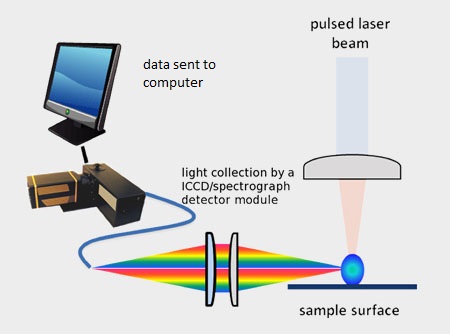 pulsed laser
beam
data sent to
computer
light collection by a
ICCD/spectrograph
detector module
sample surface